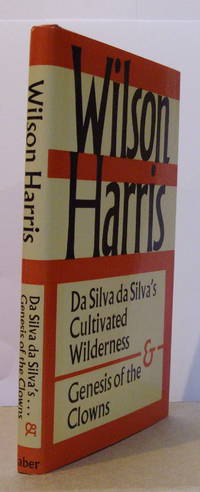 Wilson
Harris
Da Silva da Silva's
Cultivated
Wilderness
&
Genesis of the
Clowns
Wilson Harris
Da Silva da Silva's...
&
Genesis of the Clowns
aber